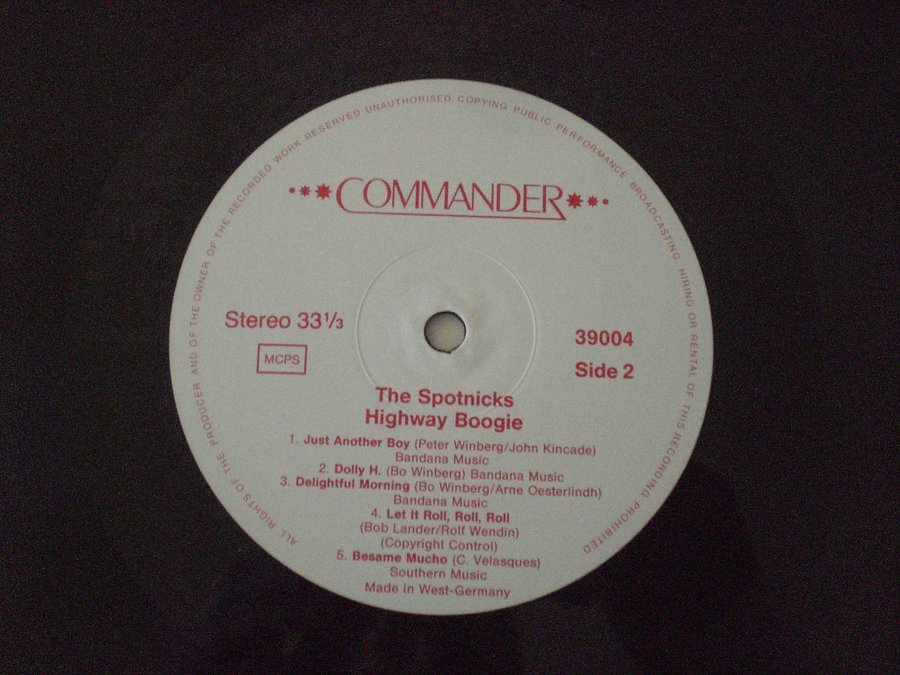 ALL RIGHTS OF THE PRODUCER AND OF THE OWNER OF THE RECORDED WORK RESERVED UNAUTHORISED COPYING PUBLIC PERFORMANCE BROADCASTING HIRING OR RENTAL OF THIS RECORDING PROHIBITED
COMMANDER
Stereo 33 1/3
MCPS
39004
Side 2
The Spotnicks
Highway Boogie
1. Just Another Boy (Peter Winberg/John Kincade)
Bandana Music
2. Dolly H. (Bo Winberg) Bandana Music
3. Delightful Morning (Bo Winberg/Arne Oesterlindh)
Bandana Music
4. Let It Roll, Roll, Roll
(Bob Lander/Rolf Wendin)
(Copyright Control)
5. Besame Mucho (C. Velasques)
Southern Music
Made in West-Germany